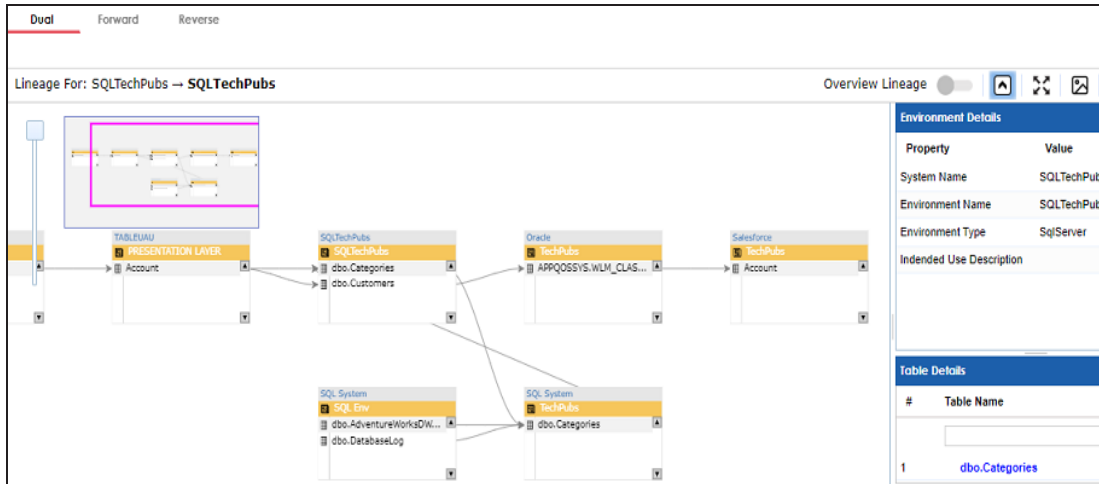 Dual Forward Reverse
Lineage For: SQLTechPubs → SQLTechPubs
Overview Lineage
TABLEUAU
PRESENTATION LAYER
Account
SQLTechPubs
SQLTechPubs
dbo.Categories
dbo.Customers
Oracle
TechPubs
APPQOSSYS.WLM_CLAS...
Salesforce
TechPubs
Account
SQL System
SQL Env
dbo.AdventureWorksDW...
dbo.DatabaseLog
SQL System
TechPubs
dbo.Categories
Environment Details
Property Value
System Name SQLTechPub
Environment Name SQLTechPub
Environment Type SqlServer
Indended Use Description
Table Details
# Table Name
1 dbo.Categories